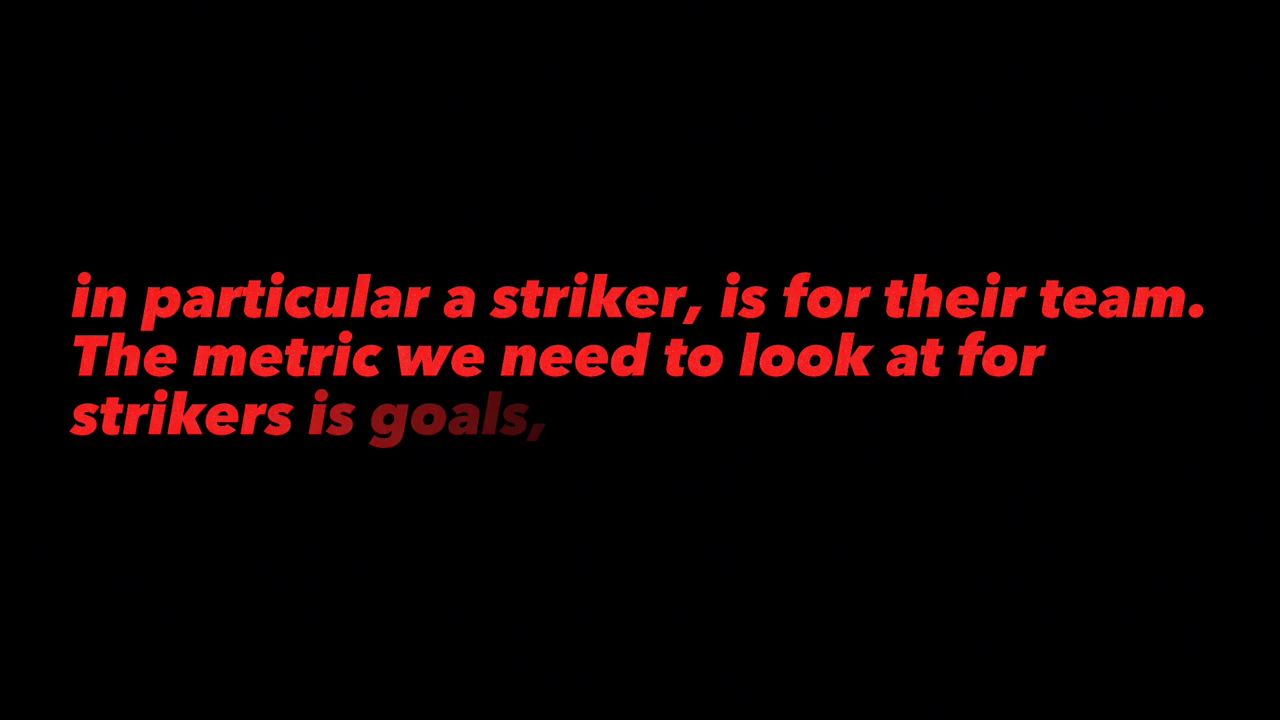 in particular a striker, is for their team.
The metric we need to look at for
strikers is goals,